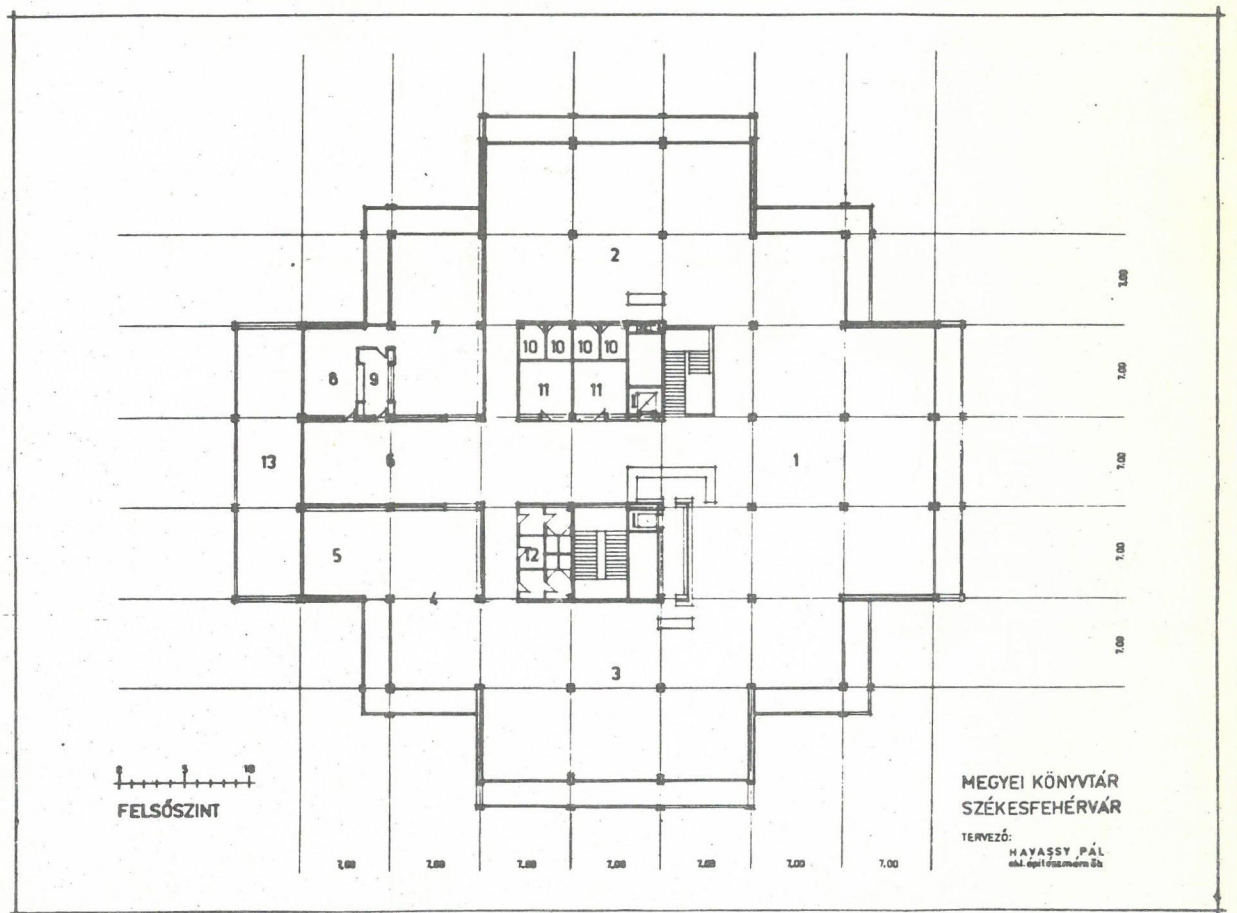 2
7.00
7
10 10 10 10
8
9
7.00
11 11
13
6
1
7.00
5
12
7.00
4
3
7.00
0 5 10
FELSŐSZINT
MEGYEI KÖNYVTÁR
SZÉKESFEHÉRVÁR
TERVEZŐ:
HAVASSY PÁL
okl. építészmérnök
7.00 7.00 7.00 7.00 7.00 7.00 7.00